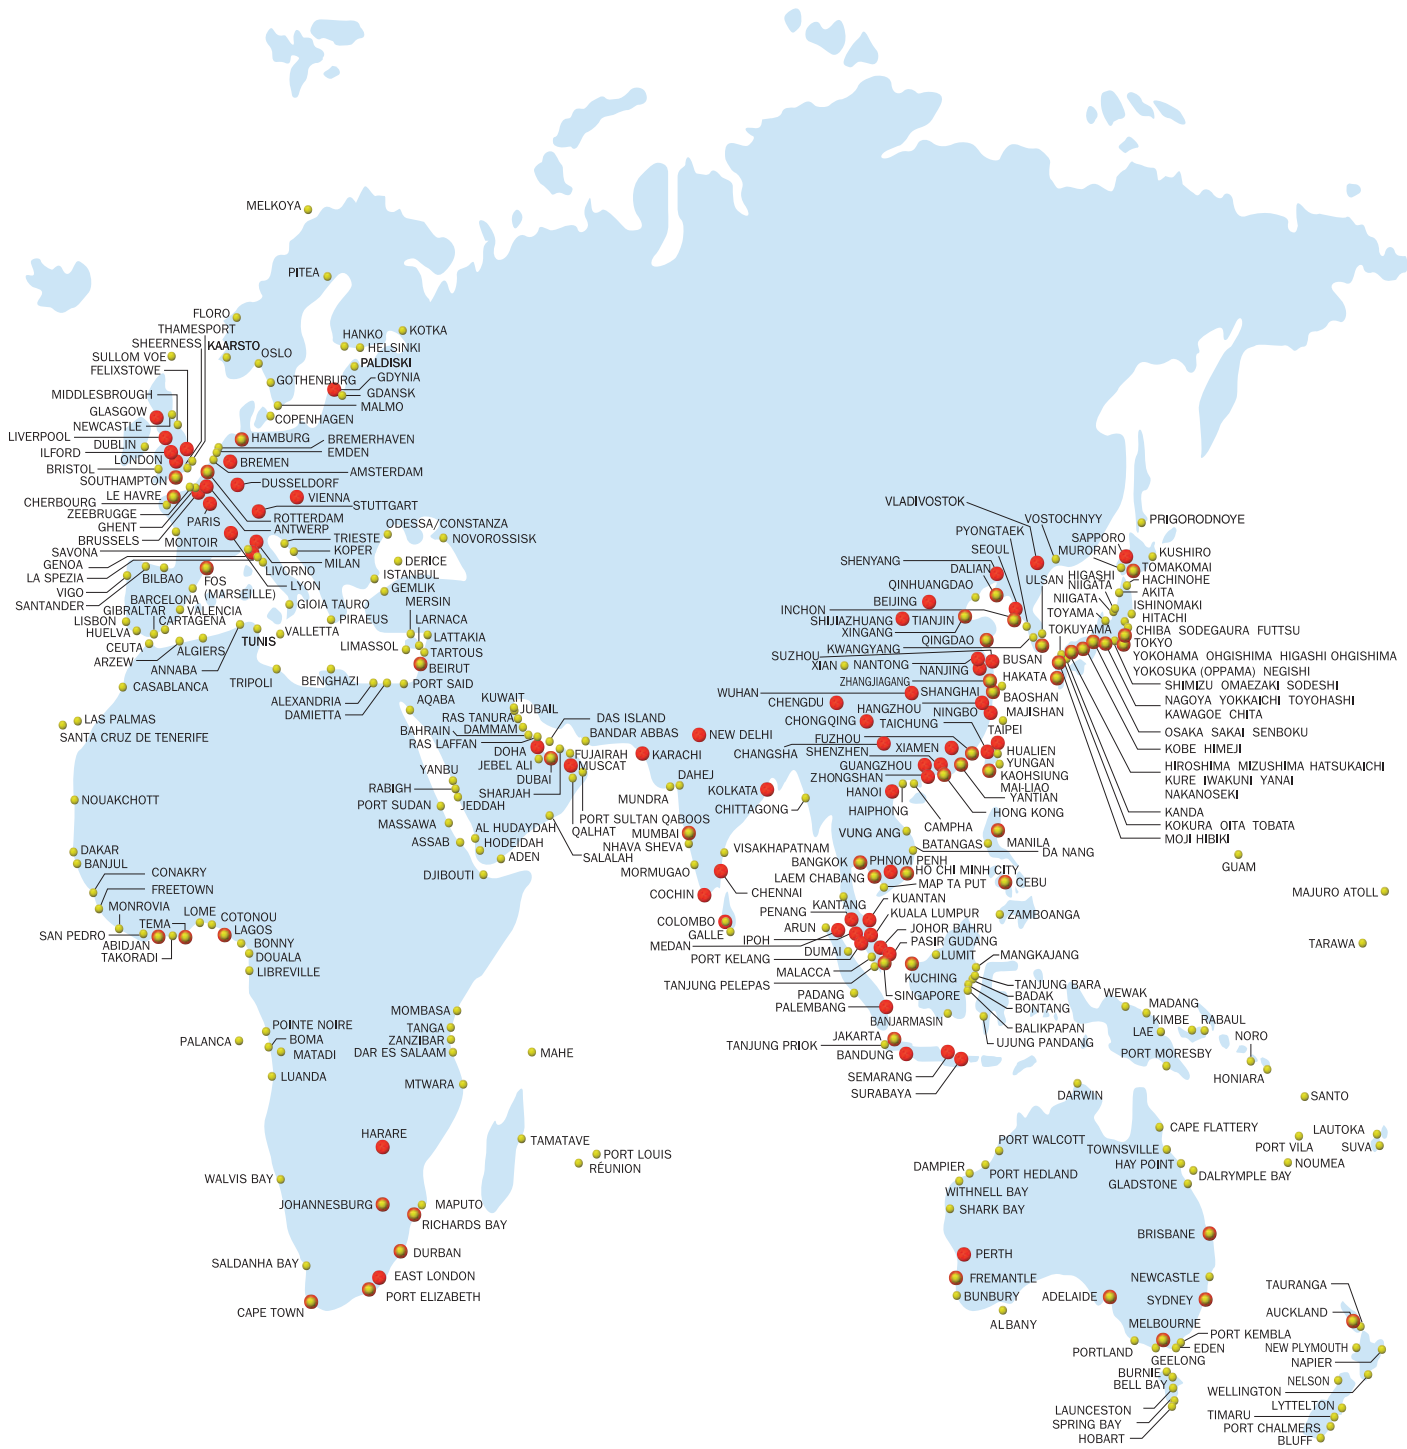 MELKOYA
PITEA
FLORO
THAMESPORT
SHEERNESS
KAARSTO
SULLOM VOE
FELIXSTOWE
OSLO
HANKO
KOTKA
HELSINKI
PALDISKI
GDYNIA
GDANSK
GOTHENBURG
MALMO
COPENHAGEN
MIDDLESBROUGH
GLASGOW
NEWCASTLE
LIVERPOOL
DUBLIN
ILFORD
LONDON
BRISTOL
SOUTHAMPTON
LE HAVRE
CHERBOURG
ZEEBRUGGE
GHENT
BRUSSELS
HAMBURG
BREMERHAVEN
EMDEN
BREMEN
AMSTERDAM
DUSSELDORF
VIENNA
STUTTGART
PARIS
ROTTERDAM
ANTWERP
MONTOIR
TRIESTE
KOPER
MILAN
LIVORNO
LYON
SAVONA
GENOA
LA SPEZIA
VIGO
SANTANDER
BILBAO
FOS
(MARSEILLE)
BARCELONA
GIBRALTAR
VALENCIA
LISBON
CARTAGENA
HUELVA
CEUTA
ARZEW
ALGIERS
ANNABA
TUNIS
VALLETTA
GIOIA TAURO
PIRAEUS
ODESSA/CONSTANZA
NOVOROSSISK
DERICE
ISTANBUL
GEMLIK
MERSIN
LARNACA
LATTAKIA
LIMASSOL
TARTOUS
BEIRUT
PORT SAID
CASABLANCA
TRIPOLI
BENGHAZI
ALEXANDRIA
DAMIETTA
AQABA
LAS PALMAS
SANTA CRUZ DE TENERIFE
KUWAIT
JUBAIL
RAS TANURA
DAMMAM
BAHRAIN
RAS LAFFAN
DAS ISLAND
BANDAR ABBAS
DOHA
JEBEL ALI
FUJAIRAH
MUSCAT
DUBAI
SHARJAH
YANBU
RABIGH
JEDDAH
PORT SUDAN
MASSAWA
ASSAB
AL HUDAYDAH
HODEIDAH
ADEN
DJIBOUTI
PORT SULTAN QABOOS
QALHAT
SALALAH
NOUAKCHOTT
DAKAR
BANJUL
CONAKRY
FREETOWN
MONROVIA
SAN PEDRO
ABIDJAN
TEMA
TAKORADI
LOME
COTONOU
LAGOS
BONNY
DOUALA
LIBREVILLE
POINTE NOIRE
BOMA
MATADI
PALANCA
LUANDA
MOMBASA
TANGA
ZANZIBAR
DAR ES SALAAM
MTWARA
MAHE
HARARE
TAMATAVE
PORT LOUIS
RÉUNION
WALVIS BAY
JOHANNESBURG
MAPUTO
RICHARDS BAY
DURBAN
SALDANHA BAY
EAST LONDON
PORT ELIZABETH
CAPE TOWN
KARACHI
NEW DELHI
DAHEJ
MUNDRA
KOLKATA
CHITTAGONG
MUMBAI
NHAVA SHEVA
VISAKHAPATNAM
MORMUGAO
CHENNAI
COCHIN
COLOMBO
GALLE
VLADIVOSTOK
VOSTOCHNYY
PRIGORODNOYE
PYONGTAEK
SEOUL
SHENYANG
DALIAN
QINHUANGDAO
BEIJING
INCHON
SHIJIAZHUANG
TIANJIN
XINGANG
QINGDAO
KWANGYANG
SUZHOU
XIAN
NANTONG
NANJING
ZHANGJIAGANG
SHANGHAI
WUHAN
CHENGDU
HANGZHOU
NINGBO
BAOSHAN
MAJISHAN
CHONGQING
TAICHUNG
TAIPEI
FUZHOU
CHANGSHA
SHENZHEN
XIAMEN
HUALIEN
YUNGAN
GUANGZHOU
KAOHSIUNG
MAI-LIAO
ZHONGSHAN
YANTIAN
HONG KONG
HANOI
HAIPHONG
CAMPHA
ULSAN
BUSAN
HAKATA
TOKUYAMA
SAPPORO
MURORAN
KUSHIRO
TOMAKOMAI
HACHINOHE
HIGASHI
NIIGATA
AKITA
NIIGATA
ISHINOMAKI
TOYAMA
HITACHI
CHIBA SODEGAURA FUTTSU
TOKYO
YOKOHAMA OHGISHIMA HIGASHI OHGISHIMA
YOKOSUKA (OPPAMA) NEGISHI
SHIMIZU OMAEZAKI SODESHI
NAGOYA YOKKAICHI TOYOHASHI
KAWAGOE CHITA
OSAKA SAKAI SENBOKU
KOBE HIMEJI
HIROSHIMA MIZUSHIMA HATSUKAICHI
KURE IWAKUNI YANAI
NAKANOSEKI
KANDA
KOKURA OITA TOBATA
MOJI HIBIKI
VUNG ANG
BATANGAS
MANILA
DA NANG
BANGKOK
PHNOM PENH
HO CHI MINH CITY
LAEM CHABANG
MAP TA PUT
CEBU
KANTANG
KUANTAN
PENANG
KUALA LUMPUR
ZAMBOANGA
ARUN
IPOH
JOHOR BAHRU
MEDAN
PASIR GUDANG
PORT KELANG
DUMAI
LUMIT
MANGKAJANG
MALACCA
KUCHING
TANJUNG PELEPAS
TANJUNG BARA
BADAK
SINGAPORE
PADANG
BONTANG
PALEMBANG
BANJARMASIN
BALIKPAPAN
UJUNG PANDANG
JAKARTA
TANJUNG PRIOK
BANDUNG
SEMARANG
SURABAYA
GUAM
MAJURO ATOLL
TARAWA
WEWAK
MADANG
KIMBE
RABAUL
LAE
PORT MORESBY
NORO
HONIARA
SANTO
LAUTOKA
PORT VILA
SUVA
NOUMEA
DARWIN
CAPE FLATTERY
PORT WALCOTT
TOWNSVILLE
HAY POINT
DALRYMPLE BAY
DAMPIER
PORT HEDLAND
GLADSTONE
WITHNELL BAY
SHARK BAY
BRISBANE
PERTH
FREMANTLE
NEWCASTLE
BUNBURY
ADELAIDE
SYDNEY
ALBANY
MELBOURNE
PORT KEMBLA
PORTLAND
EDEN
GEELONG
BURNIE
BELL BAY
LAUNCESTON
SPRING BAY
HOBART
TAURANGA
AUCKLAND
NEW PLYMOUTH
NAPIER
NELSON
WELLINGTON
LYTTELTON
TIMARU
PORT CHALMERS
BLUFF